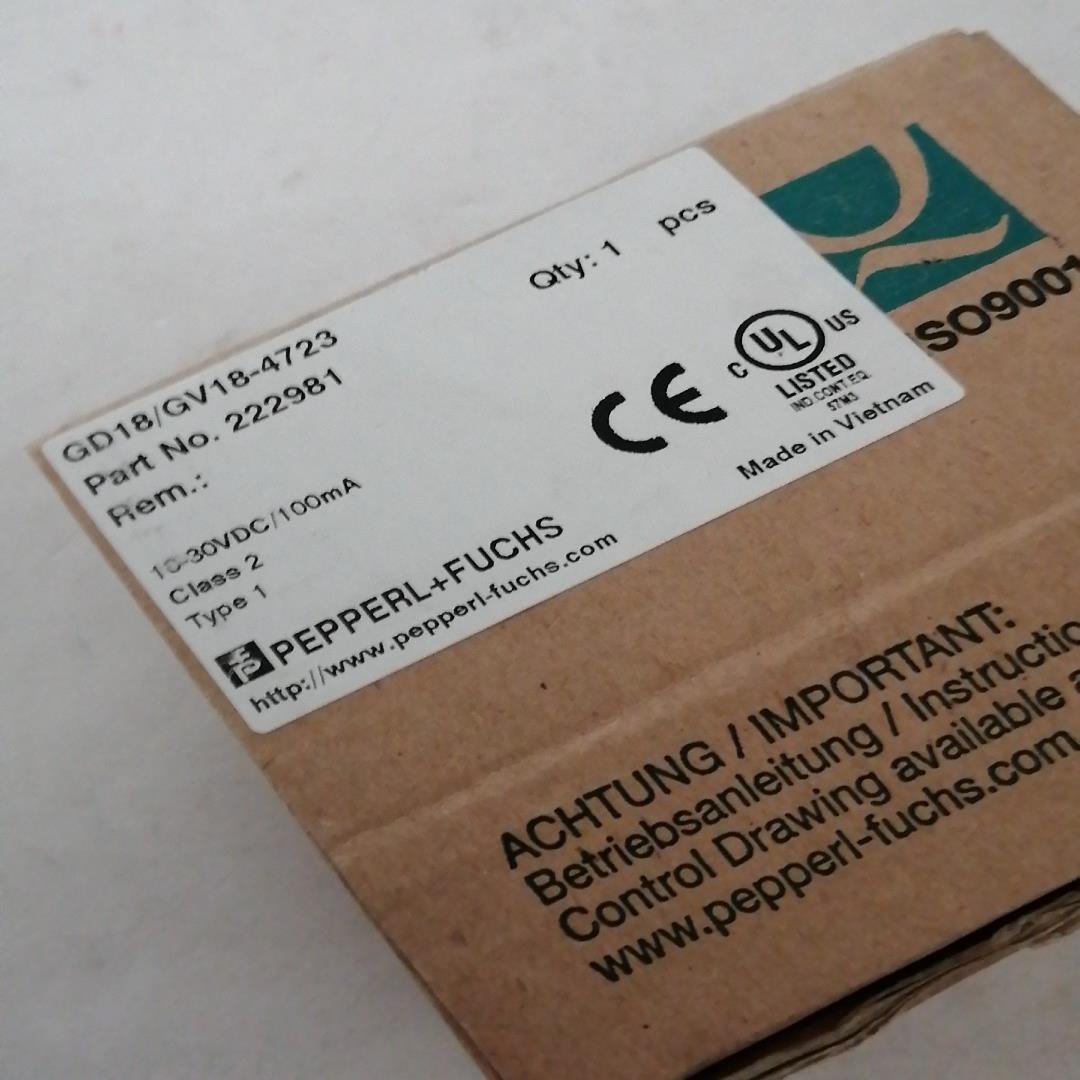 GD18/GV18-4723
Part No. 222981
Rem.:
Qty: 1 pcs
10-30VDC/100mA
Class 2
Type 1
PEPPERL+FUCHS
http://www.pepperl-fuchs.com
CE
C UL US
LISTED
IND.CONT.EQ.
57M3
Made in Vietnam
ISO9001
ACHTUNG / IMPORTANT:
Betriebsanleitung / Instructio
Control Drawing available a
www.pepperl-fuchs.com